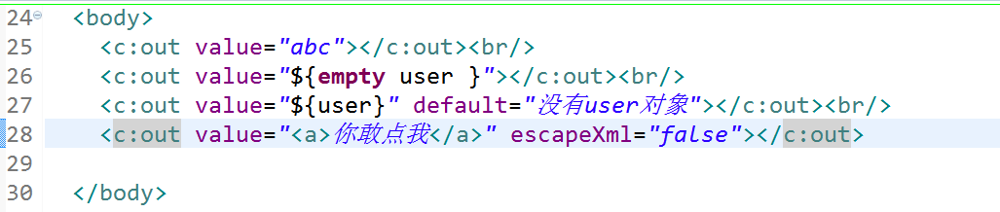 24 <body>
25 <c:out value="abc"></c:out><br/>
26 <c:out value="${empty user }"></c:out><br/>
27 <c:out value="${user}" default="没有user对象"></c:out><br/>
28 <c:out value="<a>你敢点我</a>" escapeXml="false"></c:out>
29
30 </body>